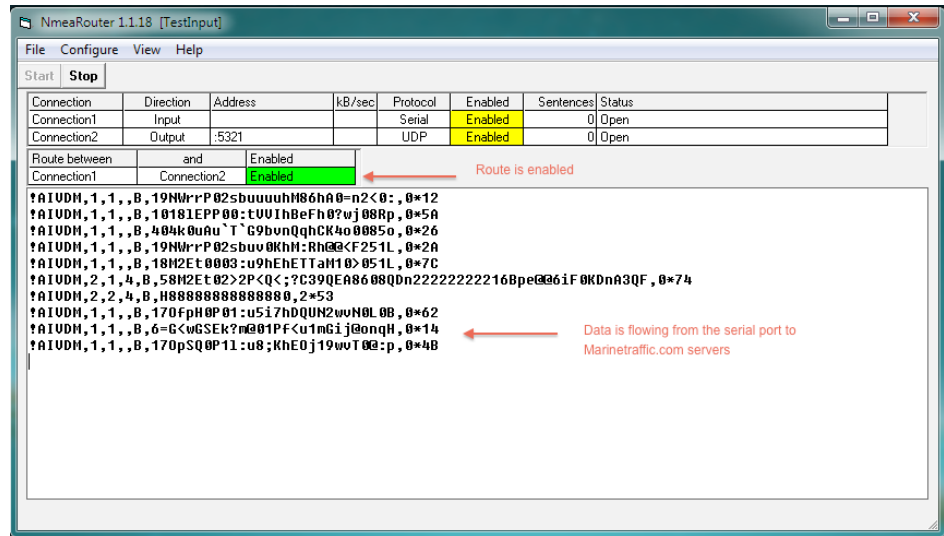 NmeaRouter 1.1.18 [TestInput]
File Configure View Help
Start Stop
Connection Direction Address kB/sec Protocol Enabled Sentences Status
Connection1 Input Serial Enabled 0 Open
Connection2 Output :5321 UDP Enabled 0 Open
Route between and Enabled
Connection1 Connection2 Enabled
Route is enabled
!AIVDM,1,1,,B,19NWrrP02sbuuuuhM86hA0=n2<0:,0*12
!AIVDM,1,1,,B,10181EPP00:tVVIhBeFh0?wj08Rp,0*5A
!AIVDM,1,1,,B,404k0uAu`T`G9bvnQqhCK4o0085o,0*26
!AIVDM,1,1,,B,19NWrrP02sbuv0KhM:Rh@@<F251L,0*2A
!AIVDM,1,1,,B,18M2Et0003:u9hEhETTaM10>051L,0*7C
!AIVDM,2,1,4,B,58M2Et02>2P<Q<;?C39QEA8608QDn22222222216Bpe@@6iF0KDnA3QF,0*74
!AIVDM,2,2,4,B,H88888888888880,2*53
!AIVDM,1,1,,B,17OfpH0P01:u5i7hDQUN2wvN0L0B,0*62
!AIVDM,1,1,,B,6=G<wGSEk?m@01Pf<u1mGij@onqH,0*14
!AIVDM,1,1,,B,17OpSQ0P1l:u8;KhEOj19wvT0@:p,0*4B
Data is flowing from the serial port to
Marinetraffic.com servers